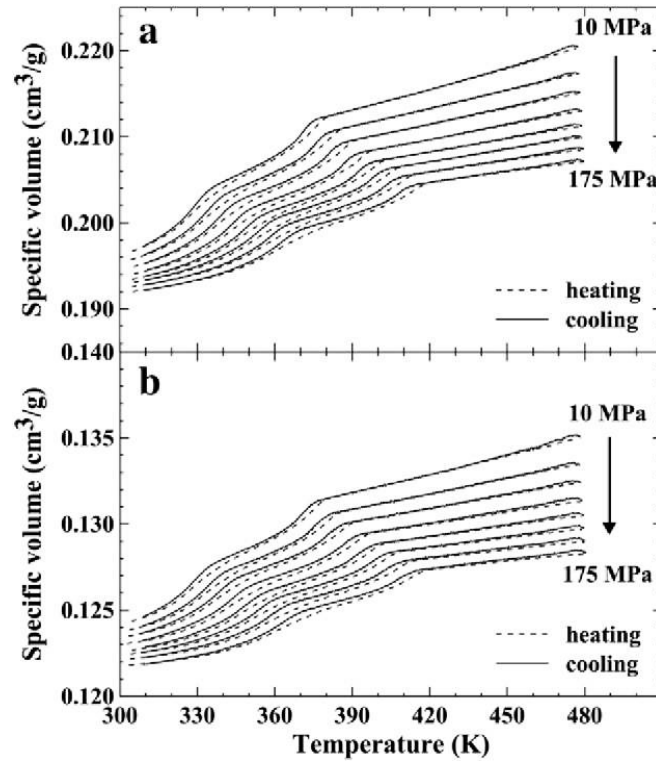 a
10 MPa
0.220
0.210
175 MPa
0.200
0.190
heating
cooling
0.140
Specific volume (cm³/g)
b
10 MPa
0.135
0.130
175 MPa
0.125
heating
cooling
0.120
Specific volume (cm³/g)
300 330 360 390 420 450 480
Temperature (K)